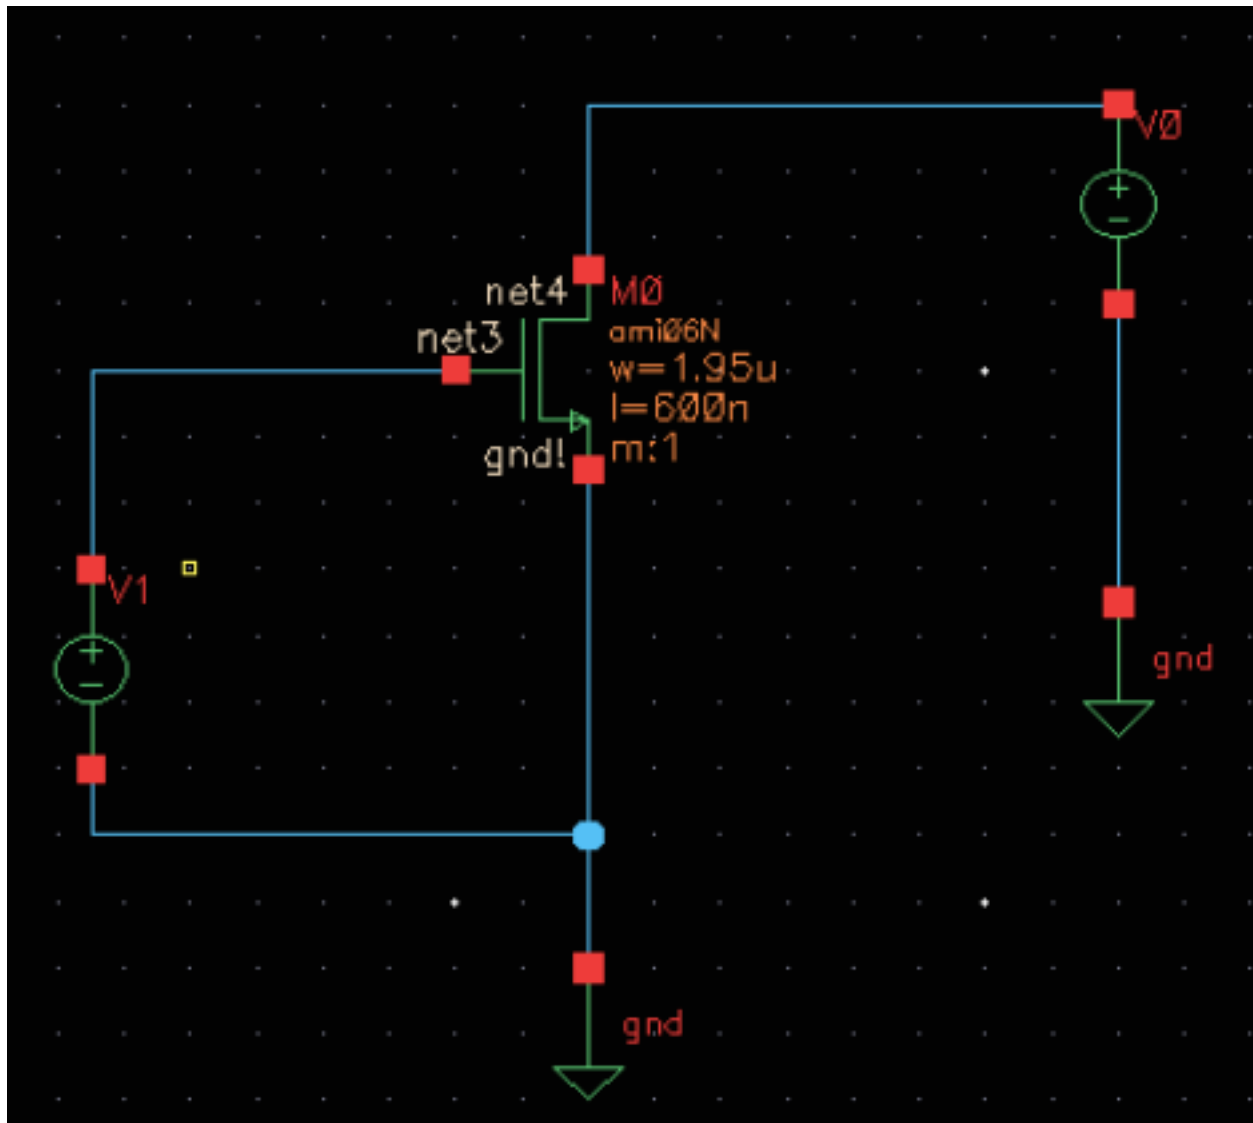 V0
net4 M0
ami06N
net3
w=1.95u
l=600n
gnd!
m:1
V1
gnd
gnd